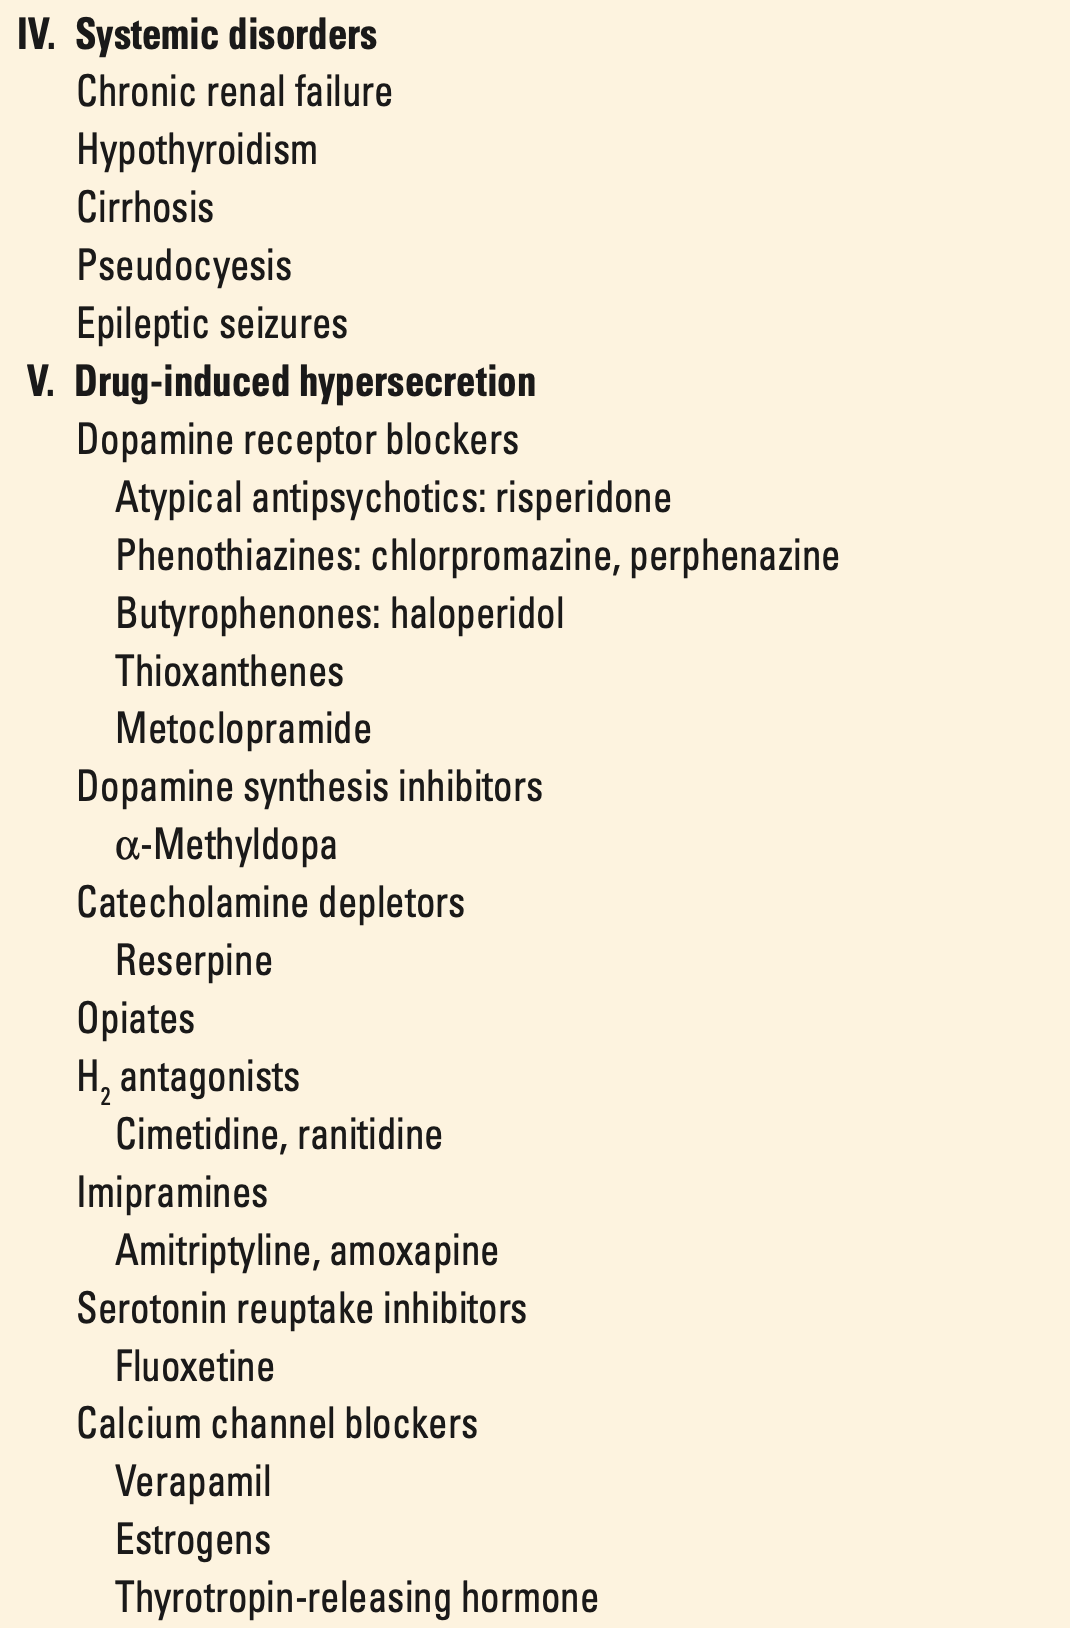 IV. Systemic disorders
Chronic renal failure
Hypothyroidism
Cirrhosis
Pseudocyesis
Epileptic seizures
V. Drug-induced hypersecretion
Dopamine receptor blockers
Atypical antipsychotics: risperidone
Phenothiazines: chlorpromazine, perphenazine
Butyrophenones: haloperidol
Thioxanthenes
Metoclopramide
Dopamine synthesis inhibitors
α-Methyldopa
Catecholamine depletors
Reserpine
Opiates
H₂ antagonists
Cimetidine, ranitidine
Imipramines
Amitriptyline, amoxapine
Serotonin reuptake inhibitors
Fluoxetine
Calcium channel blockers
Verapamil
Estrogens
Thyrotropin-releasing hormone